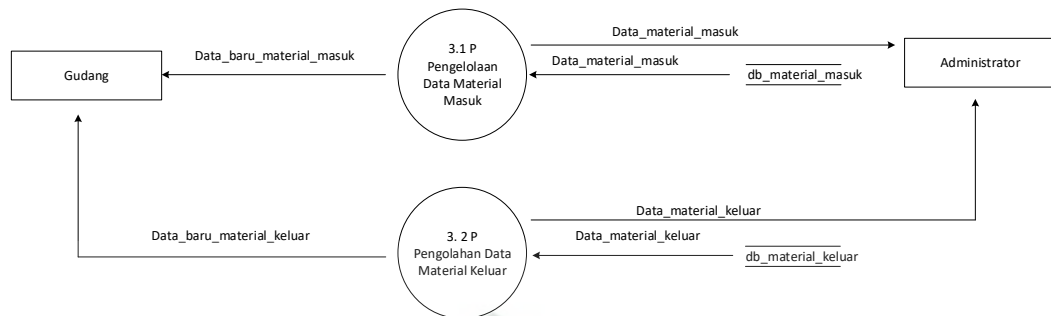 Gudang
Data_baru_material_masuk
3.1 P
Pengelolaan
Data Material
Masuk
Data_material_masuk
Data_material_masuk
db_material_masuk
Administrator
Data_baru_material_keluar
3. 2 P
Pengolahan Data
Material Keluar
Data_material_keluar
Data_material_keluar
db_material_keluar